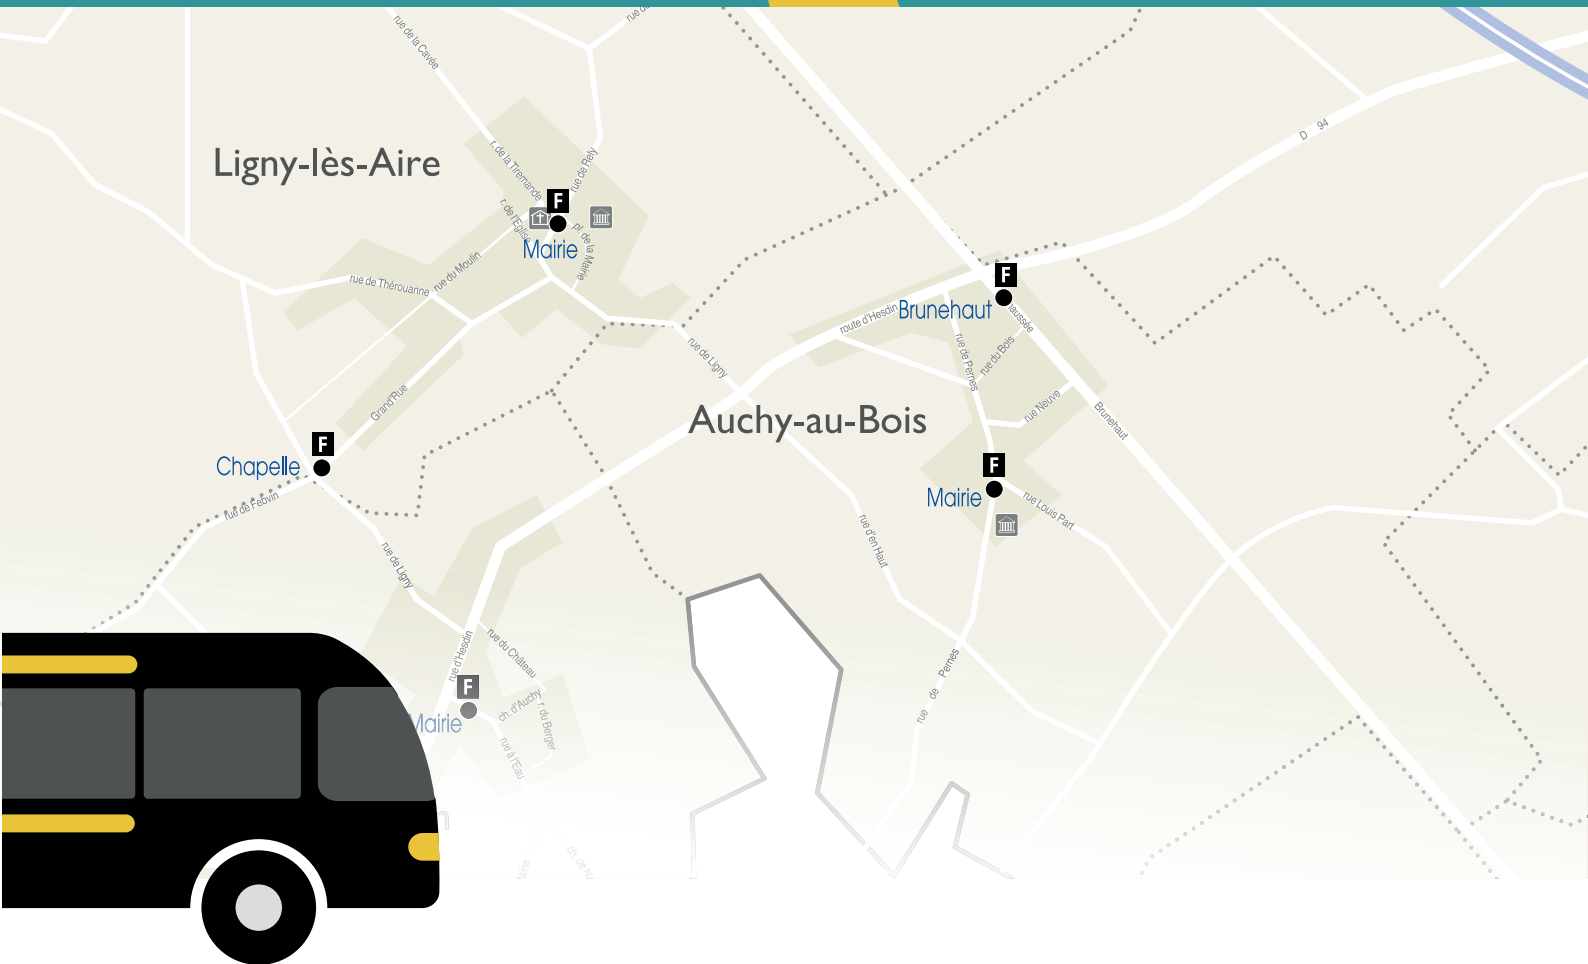 rue de la Cavée
D 94
Ligny-lès-Aire
r. de la Tiremande
rue de Rely
F
r. de l'Eglise
pl. de la Mairie
Mairie
rue du Moulin
rue de Thérouanne
F
Brunehaut
route d'Hesdin
haussée
rue de Pernes
rue du Bois
rue de Ligny
Grand'Rue
rue Neuve
Brunehaut
Auchy-au-Bois
F
Chapelle
F
Mairie
rue de Febvin
rue Louis Part
rue d'en Haut
rue de Ligny
rue d'Hesdin
rue du Château
rue de Pernes
F
Mairie
ch. d'Auchy
r. du Berger
rue à l'Eau